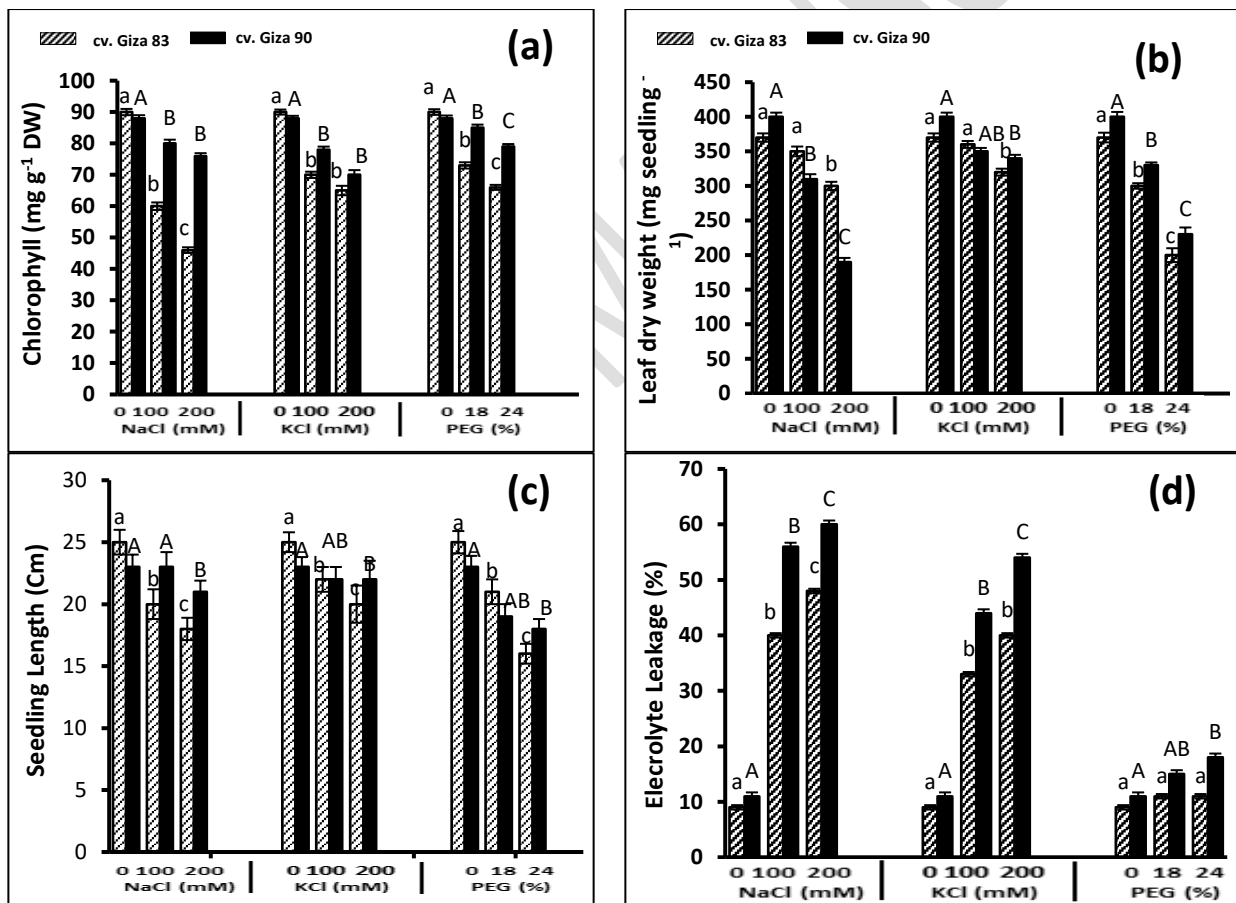 cv. Giza 83 cv. Giza 90
(a)
Chlorophyll (mg g-1 DW)
100
90
80
70
60
50
40
30
20
10
0
a A b B c B
a A b B b B
a A b B c C
0 100 200 0 100 200 0 18 24
NaCl (mM) KCl (mM) PEG (%)
cv. Giza 83 cv. Giza 90
(b)
Leaf dry weight (mg seedling-
1)
450
400
350
300
250
200
150
100
50
0
a A a B b C
a A a AB b B
a A b B c C
0 100 200 0 100 200 0 18 24
NaCl (mM) KCl (mM) PEG (%)
(c)
Seedling Length (Cm)
30
25
20
15
10
5
0
a A b A c B
a A b AB c B
a A b AB c B
0 100 200 0 100 200 0 18 24
NaCl (mM) KCl (mM) PEG (%)
(d)
Elecrolyte Leakage (%)
70
60
50
40
30
20
10
0
a A b B c C
a A b B b C
a A a AB a B
0 100 200 0 100 200 0 18 24
NaCl (mM) KCl (mM) PEG (%)